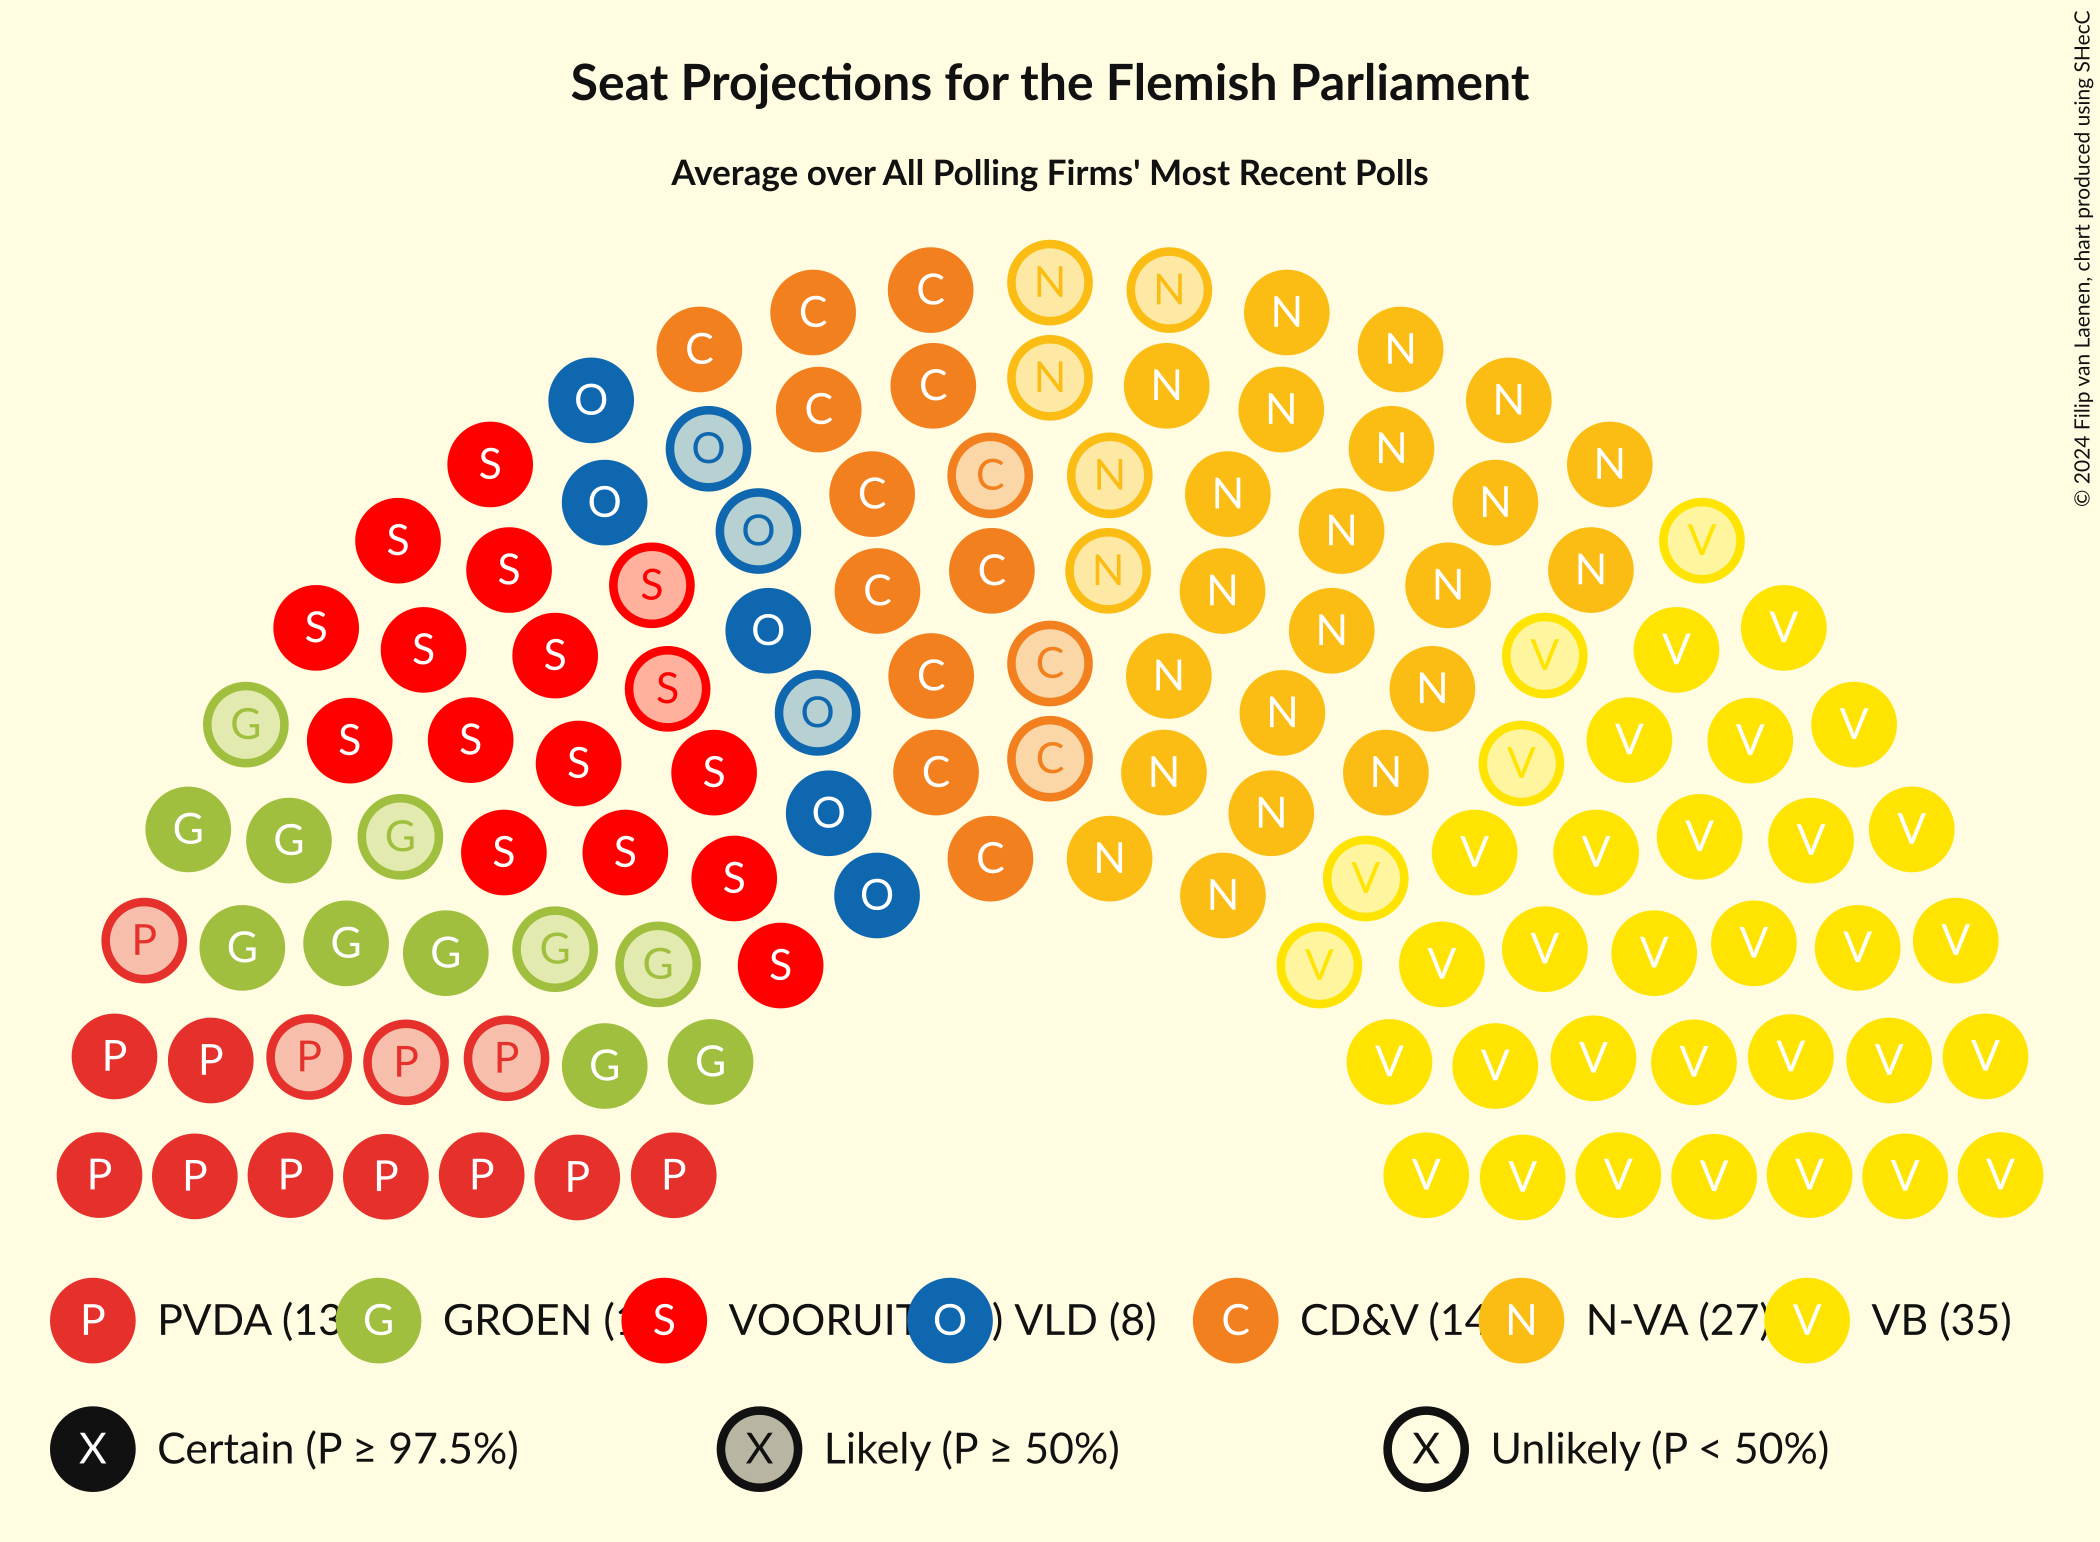 Seat Projections for the Flemish Parliament
Average over All Polling Firms' Most Recent Polls
© 2024 Filip van Laenen, chart produced using SHecC
N
C N
C N
C N
O C
C N
C N
O N
C C N N
S O N N
C N
O N
S S N V
C C N N
S S N V
S O C C N N V V
S S N V
G S O N V
S S C C N N V V
G S O N V
G G S S V V V V
S C N V
S O N V
P G G G G G S V V V V V V V
P P P P P G G V V V V V V V
P P P P P P P V V V V V V V
P PVDA (13 G GROEN (1 S VOORUIT O ) VLD (8) C CD&V (14 N N-VA (27) V VB (35)
X Certain (P ≥ 97.5%) X Likely (P ≥ 50%) X Unlikely (P < 50%)